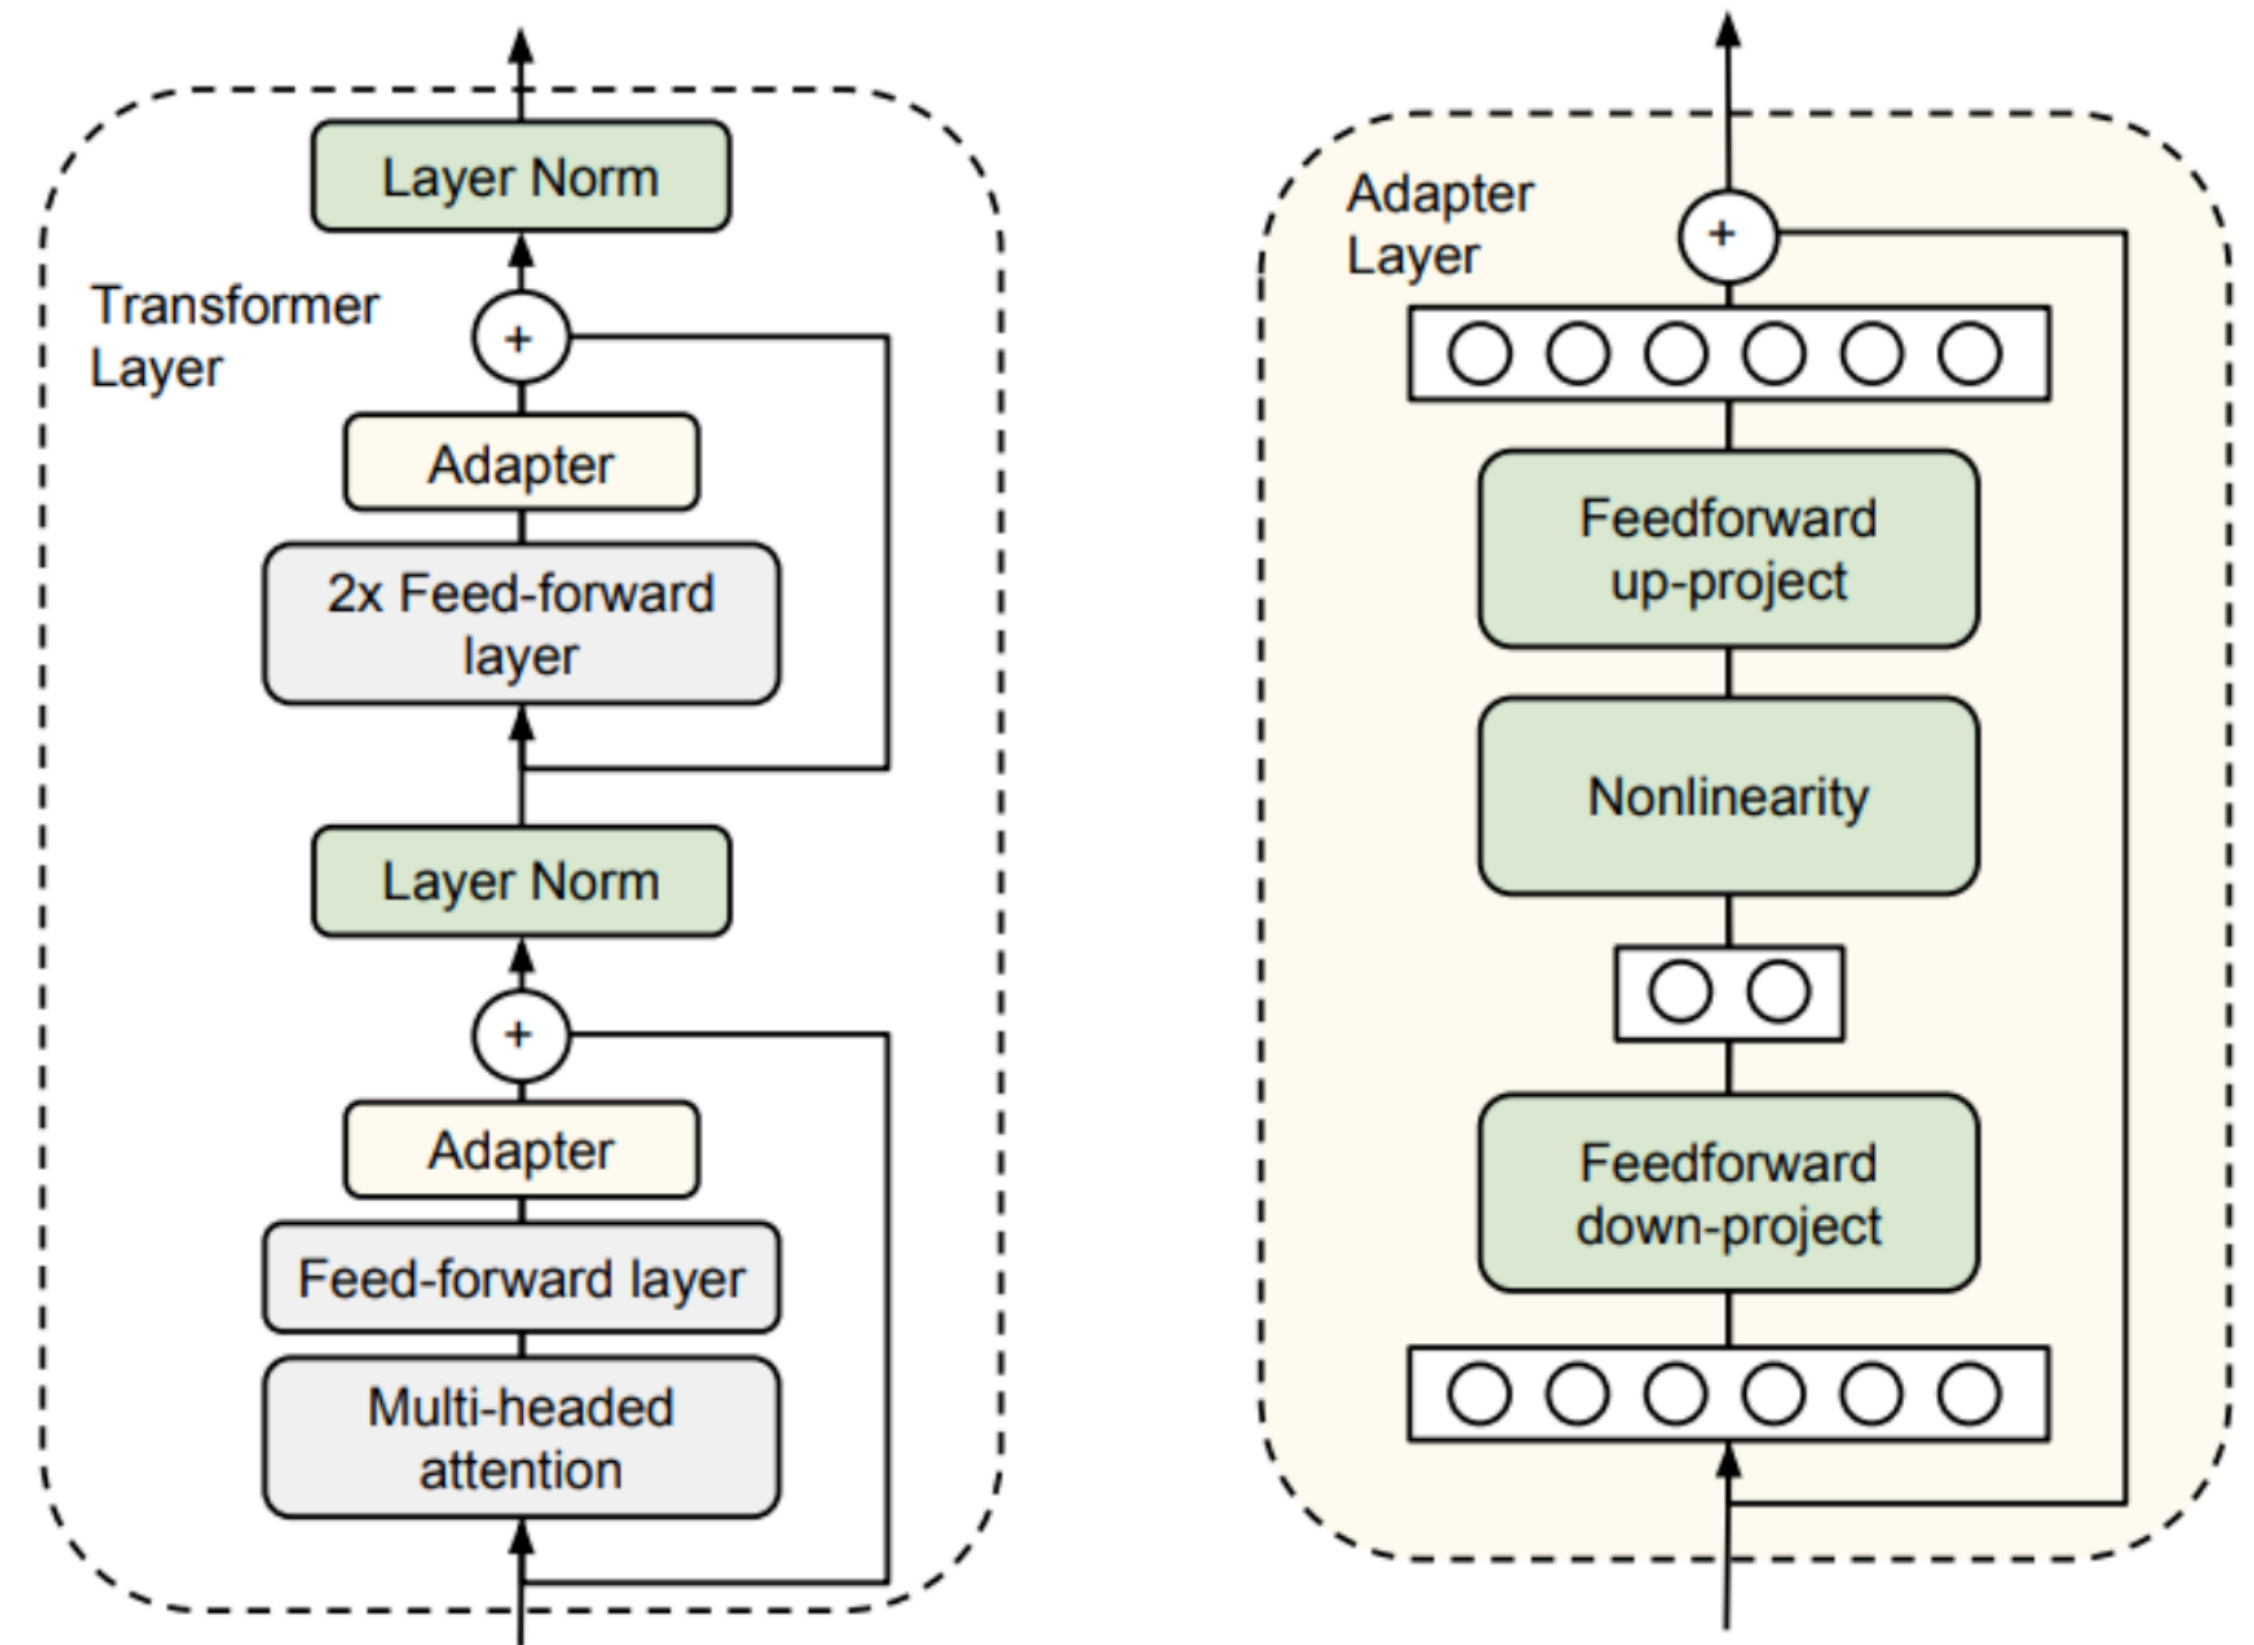 Layer Norm
Transformer
Layer
+
Adapter
2x Feed-forward
layer
Layer Norm
+
Adapter
Feed-forward layer
Multi-headed
attention
Adapter
Layer
+
Feedforward
up-project
Nonlinearity
Feedforward
down-project